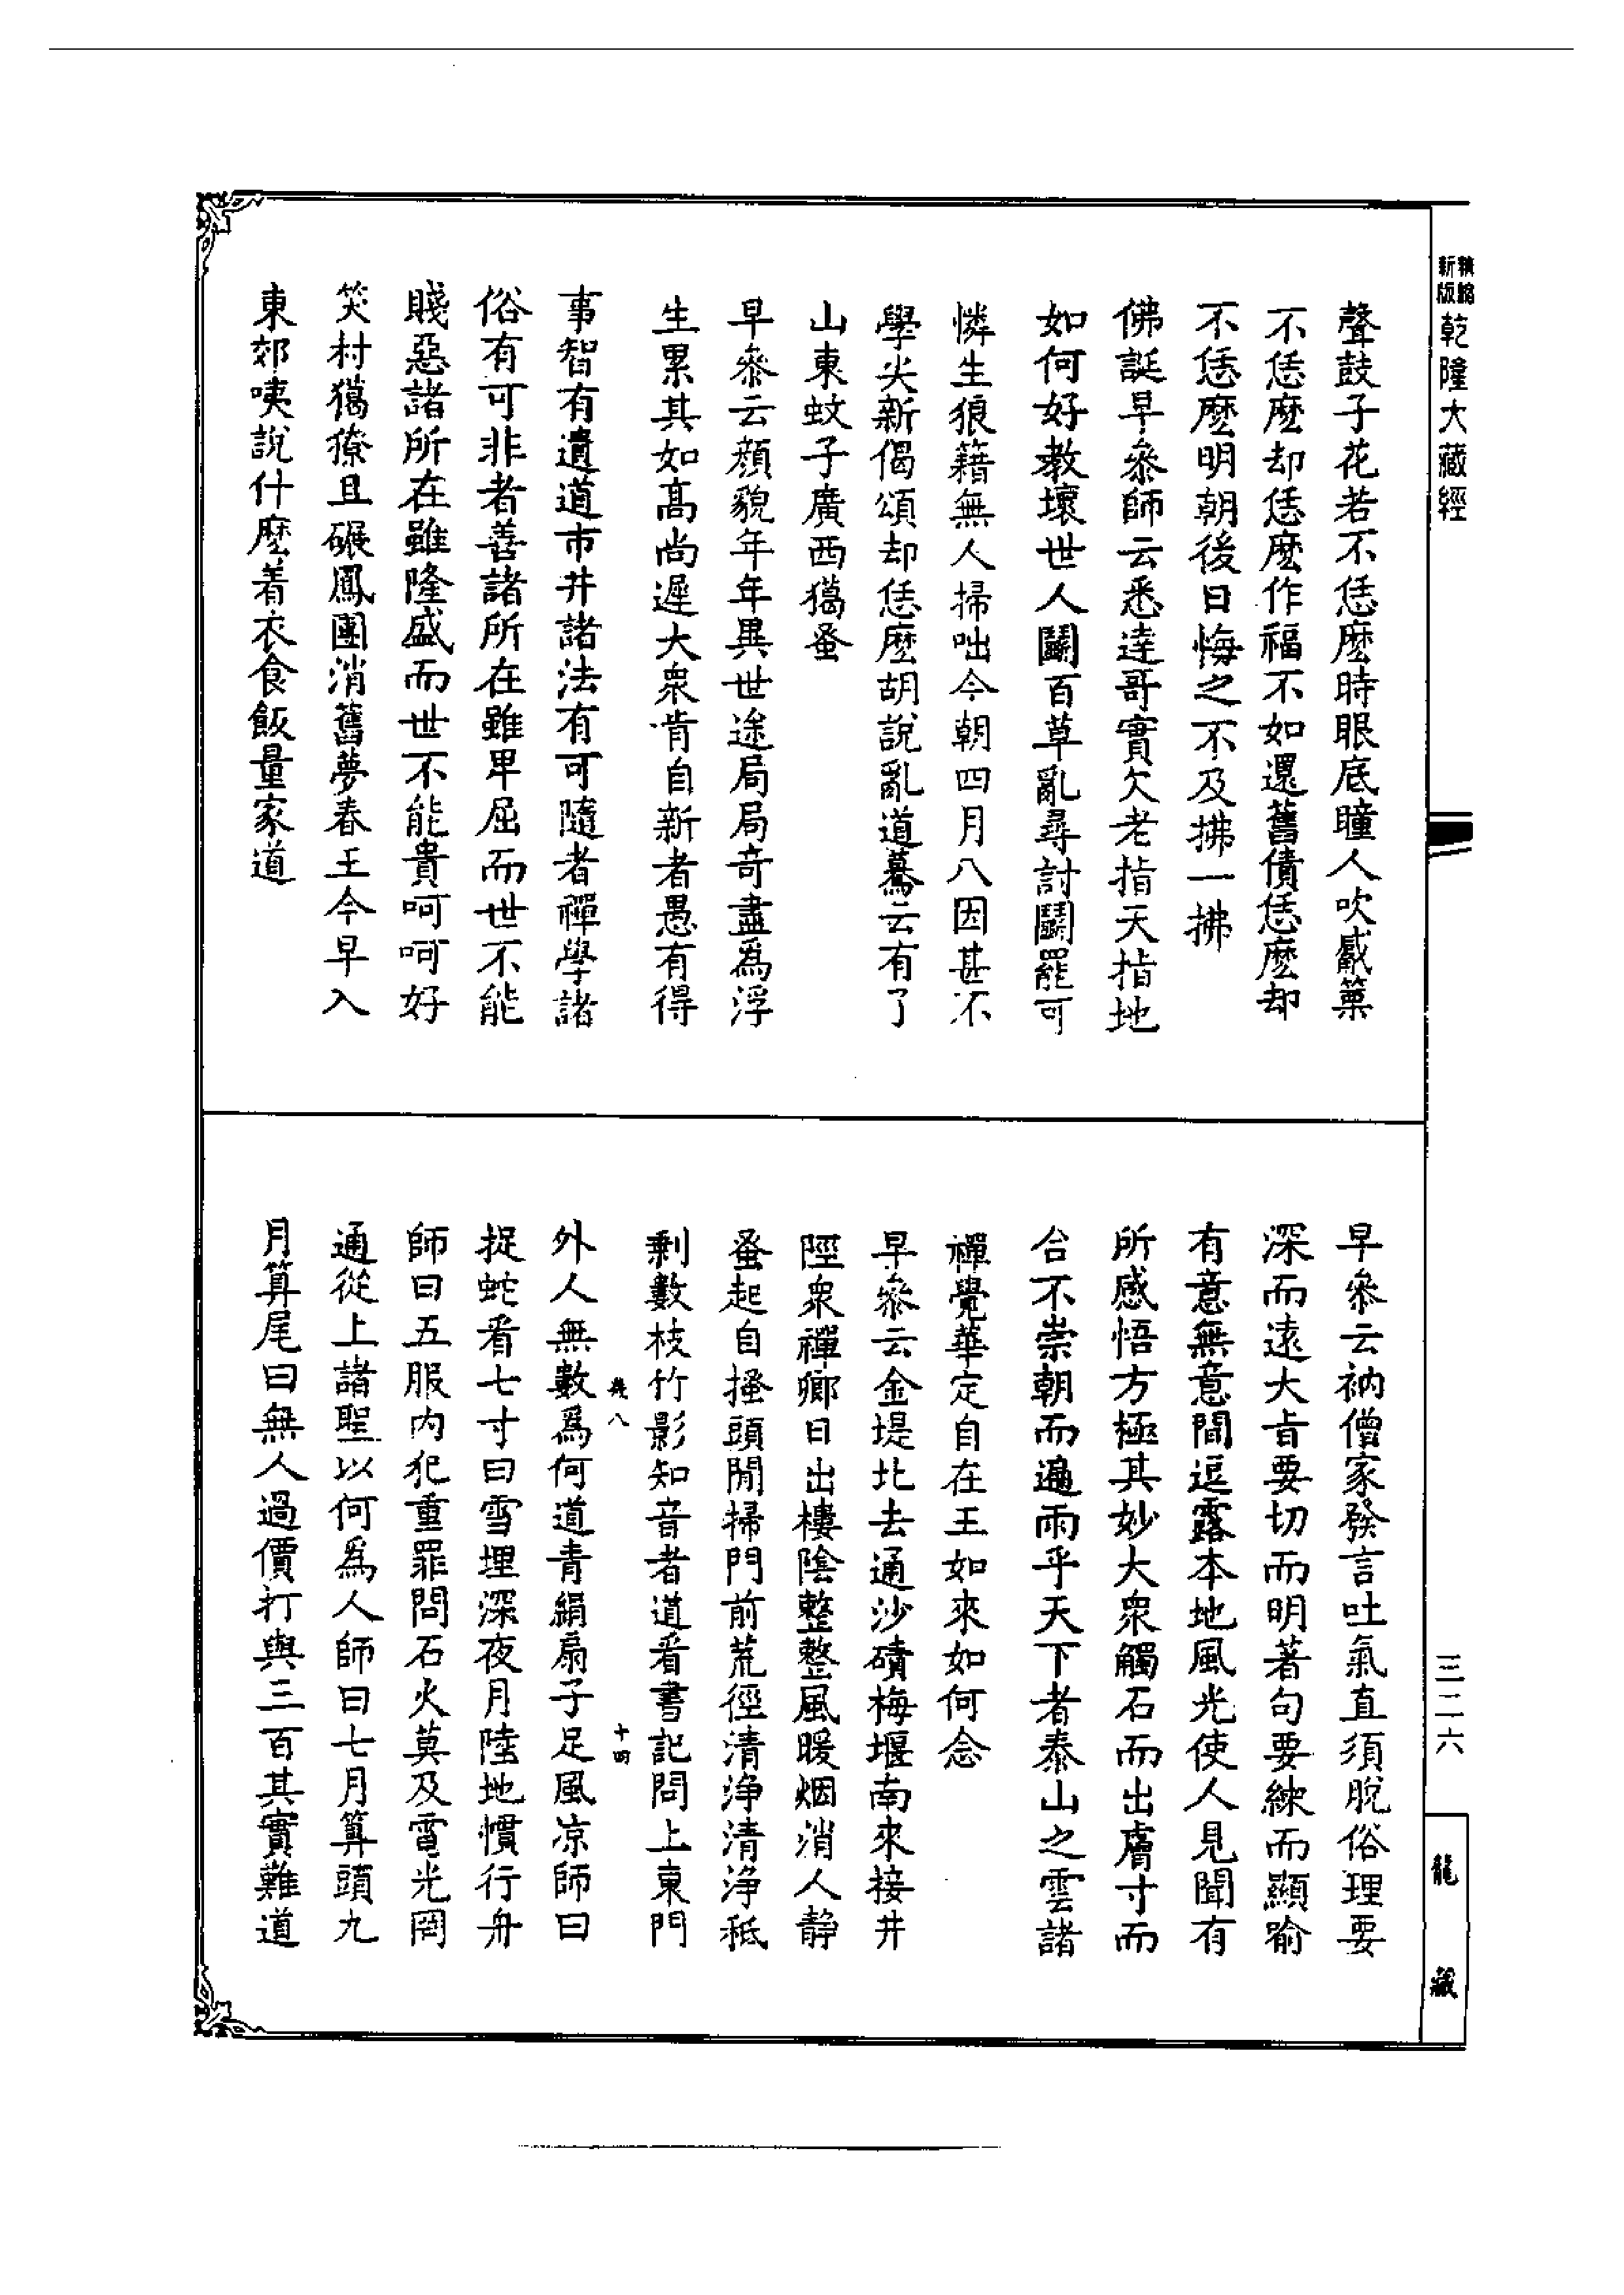 新版精縮乾隆大藏經
聲鼓子花若不恁麼時眼底瞳人吹觱篥
不恁麼却恁麼作福不如還舊債恁麼却
不恁麼明朝後日悔之不及拂一拂
佛誕早參師云悉達哥實欠老指天指地
如何好教壞世人鬬百草亂尋討鬬罷可
憐生狼籍無人掃咄今朝四月八因甚不
學尖新偈頌却恁麼胡說亂道驀云有了
山東蚊子廣西獦蚤
早參云顏貌年年異世途局局奇盡爲浮
生累其如高尚遲大衆肯自新者愚有得
事智有遺道市井諸法有可隨者禪學諸
俗有可非者善諸所在雖卑屈而世不能
賤惡諸所在雖隆盛而世不能貴呵呵好
笑村獦獠且碾鳳團消舊夢春王今早入
東郊咦說什麼着衣食飯量家道
早參云衲僧家發言吐氣直須脫俗理要
深而遠大旨要切而明著句要練而顯喻
有意無意間逗露本地風光使人見聞有
所感悟方極其妙大衆觸石而出膚寸而
合不崇朝而遍雨乎天下者泰山之雲諸
禪覺華定自在王如來如何念
早參云金堤北去通沙磧梅堰南來接井
陘衆禪鄉日出樓陰整整風暖烟消人靜
蚤起自搔頭閒掃門前荒徑清淨清淨秪
剩數枝竹影知音者道看書記問上東門
外人無數爲何道青絹扇子足風凉師曰
幾八
十四
捉蛇看七寸曰雪埋深夜月陸地慣行舟
師曰五服內犯重罪問石火莫及電光罔
通從上諸聖以何為人師曰七月算頭九
月算尾曰無人過價打與三百其實難道
三二六
龍藏